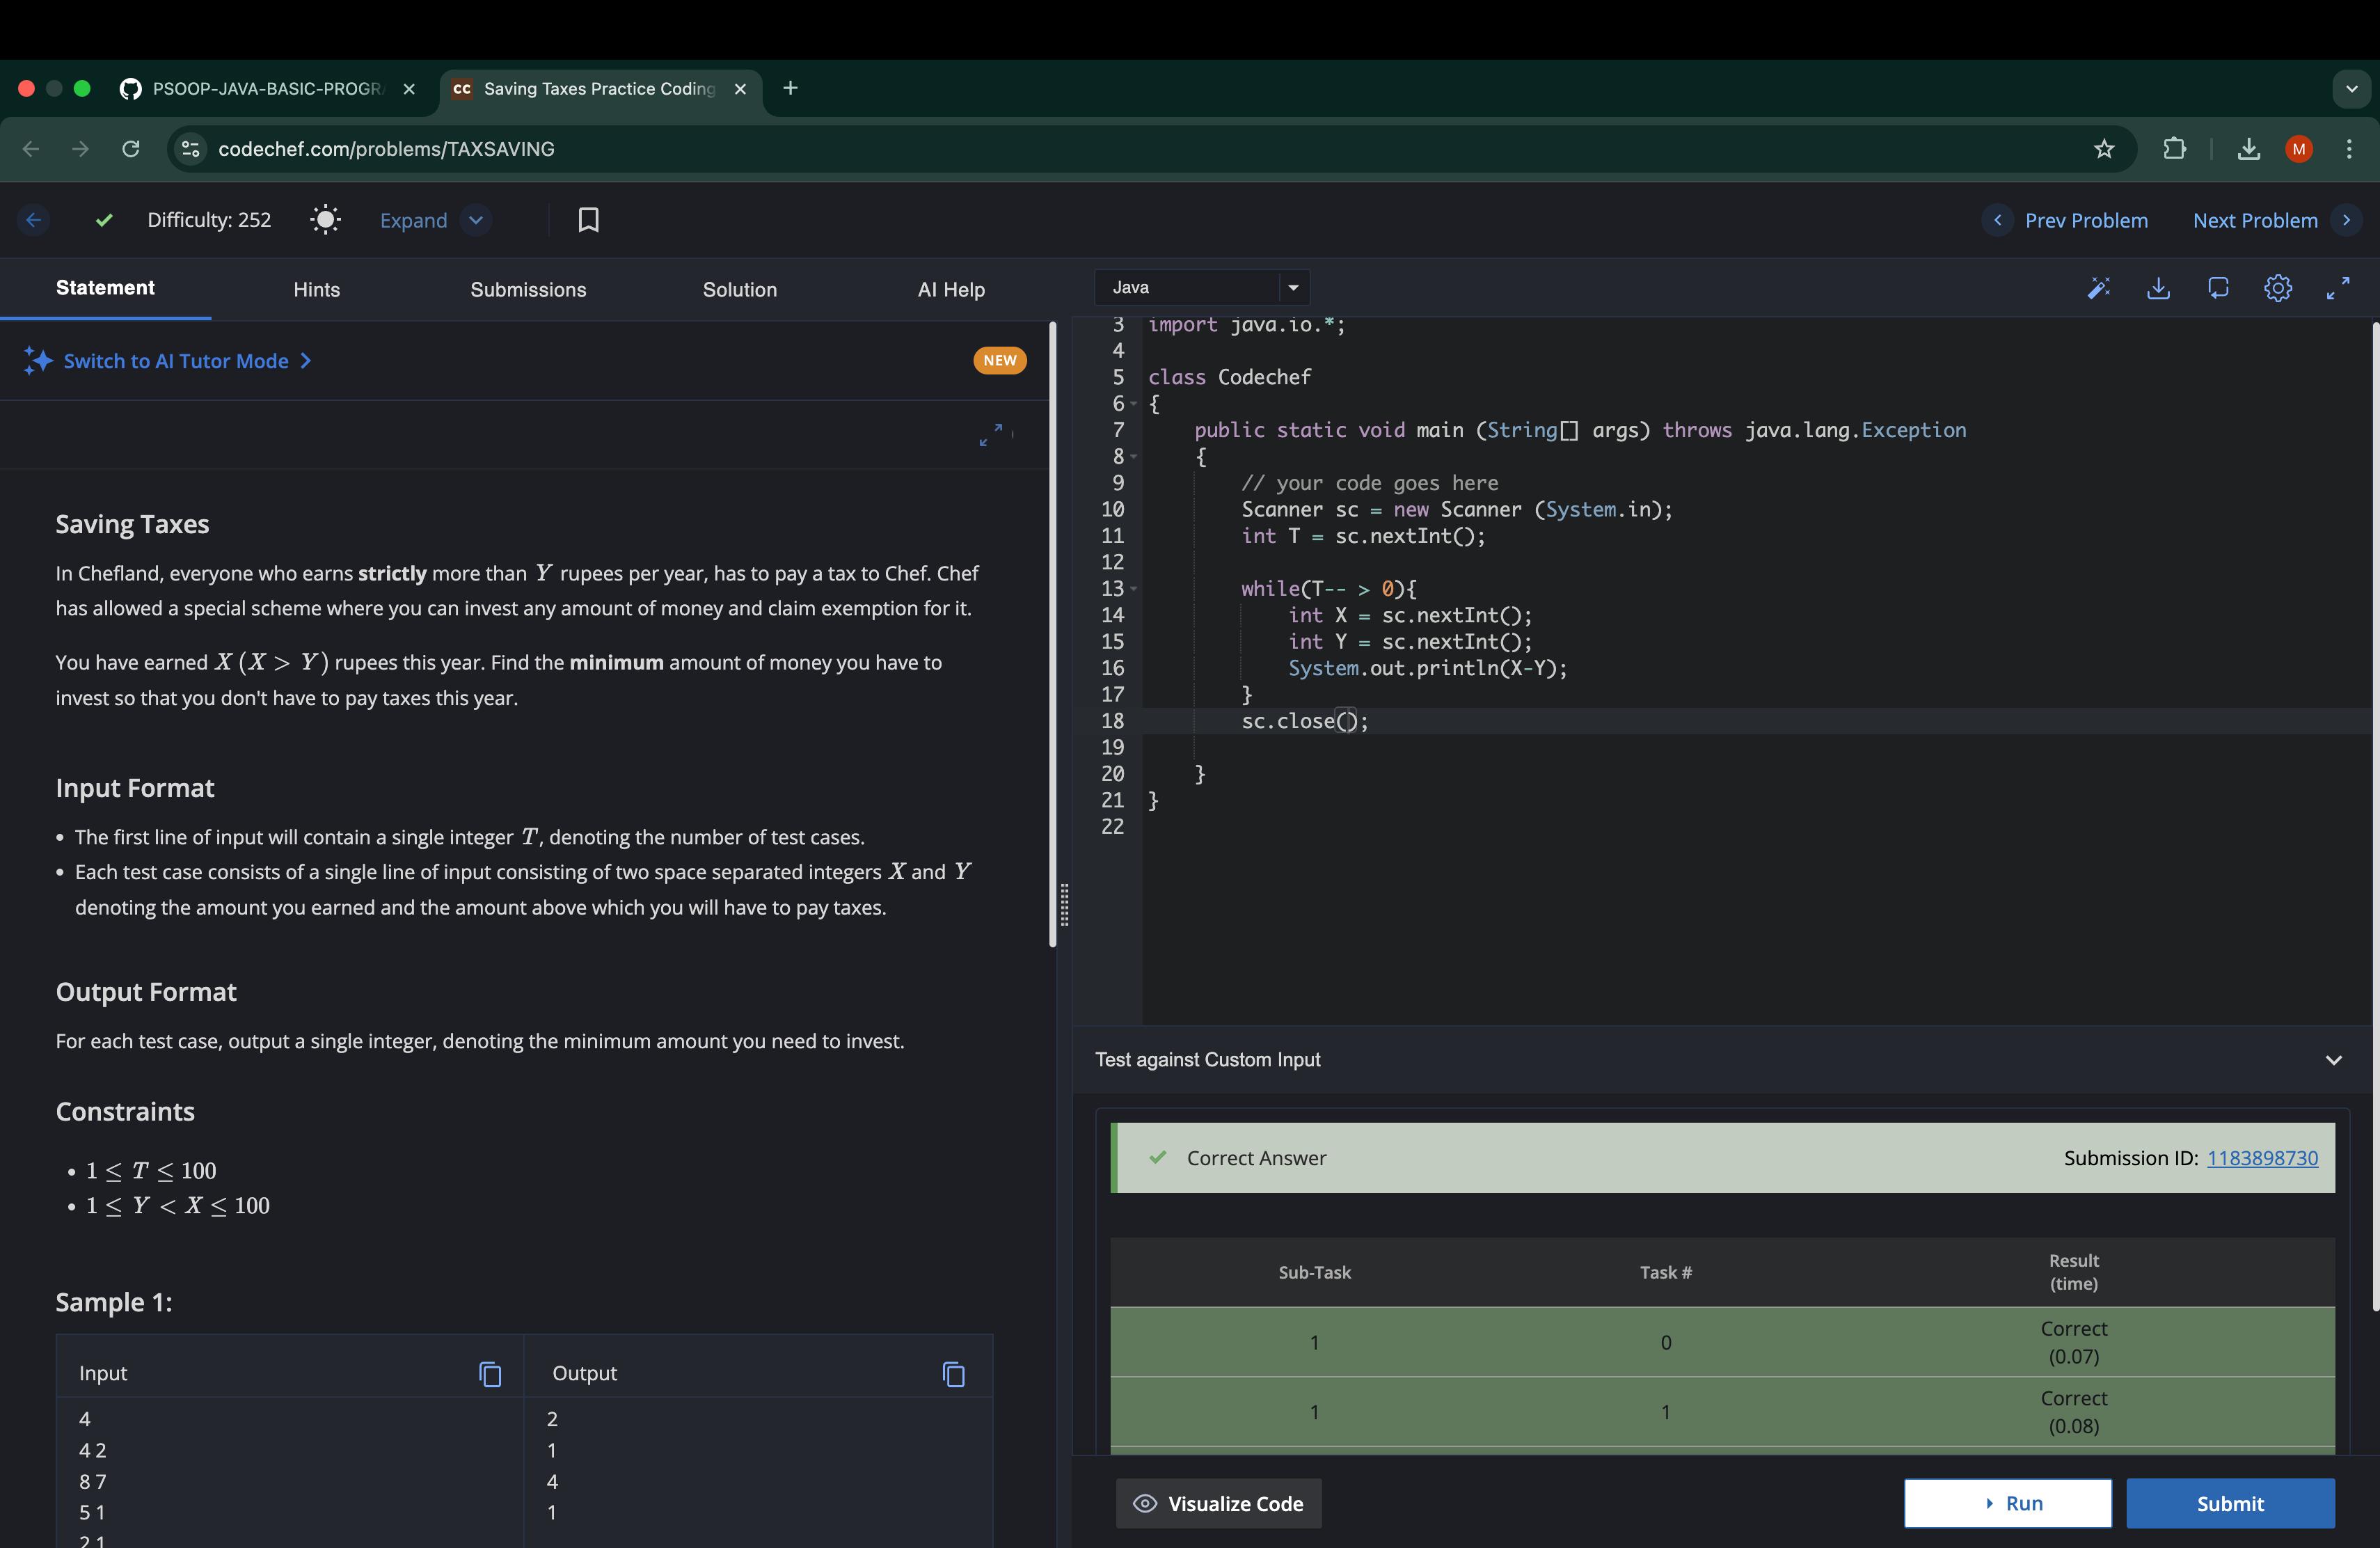 PSOOP-JAVA-BASIC-PROGR
CC Saving Taxes Practice Coding
codechef.com/problems/TAXSAVING
M
Difficulty: 252
Expand
Prev Problem
Next Problem
Statement
Hints
Submissions
Solution
AI Help
Switch to AI Tutor Mode
NEW
Saving Taxes
In Chefland, everyone who earns strictly more than Y rupees per year, has to pay a tax to Chef. Chef
has allowed a special scheme where you can invest any amount of money and claim exemption for it.
You have earned X (X > Y) rupees this year. Find the minimum amount of money you have to
invest so that you don't have to pay taxes this year.
Input Format
• The first line of input will contain a single integer T, denoting the number of test cases.
• Each test case consists of a single line of input consisting of two space separated integers X and Y
denoting the amount you earned and the amount above which you will have to pay taxes.
Output Format
For each test case, output a single integer, denoting the minimum amount you need to invest.
Constraints
• 1 ≤ T ≤ 100
• 1 ≤ Y < X ≤ 100
Sample 1:
Input
Output
4
2
4 2
1
8 7
4
5 1
1
2 1
Java
3 import java.io.*;
4
5 class Codechef
6 {
7 public static void main (String[] args) throws java.lang.Exception
8 {
9 // your code goes here
10 Scanner sc = new Scanner (System.in);
11 int T = sc.nextInt();
12
13 while(T-- > 0){
14 int X = sc.nextInt();
15 int Y = sc.nextInt();
16 System.out.println(X-Y);
17 }
18 sc.close();
19
20 }
21 }
22
Test against Custom Input
Correct Answer
Submission ID: 1183898730
Sub-Task
Task #
Result
(time)
1
0
Correct
(0.07)
1
1
Correct
(0.08)
Visualize Code
Run
Submit